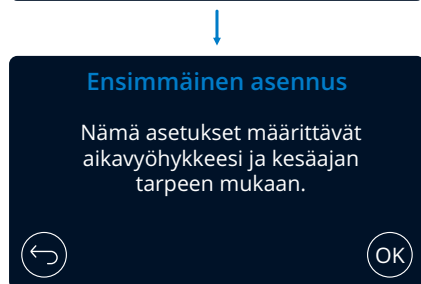 Ensimmäinen asennus
Nämä asetukset määrittävät
aikavyöhykkeesi ja kesäajan
tarpeen mukaan.
OK